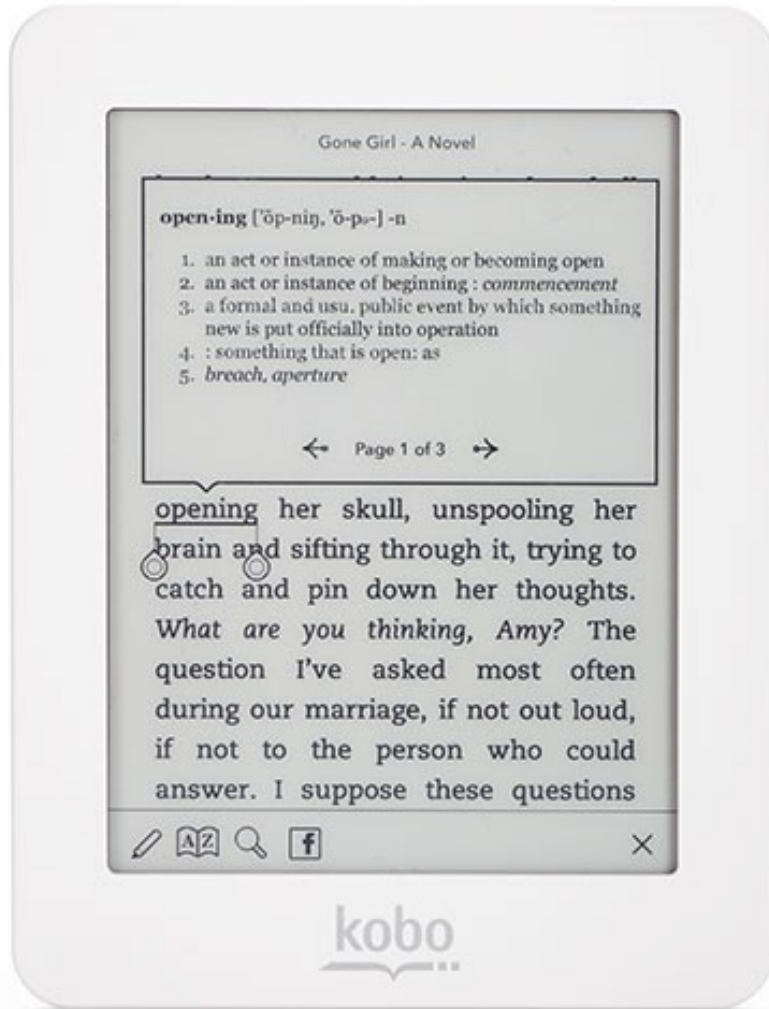 Gone Girl - A Novel
open·ing ['ōp-niŋ, 'ō-pə-] -n
1. an act or instance of making or becoming open
2. an act or instance of beginning : commencement
3. a formal and usu. public event by which something
new is put officially into operation
4. : something that is open: as
5. breach, aperture
Page 1 of 3
opening her skull, unspooling her
brain and sifting through it, trying to
catch and pin down her thoughts.
What are you thinking, Amy? The
question I've asked most often
during our marriage, if not out loud,
if not to the person who could
answer. I suppose these questions
A Z f
kobo